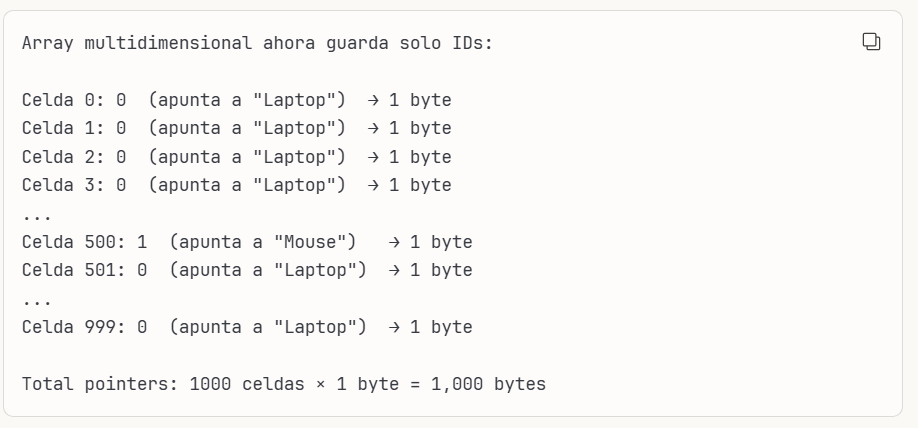 Array multidimensional ahora guarda solo IDs:
Celda 0: 0  (apunta a "Laptop")  → 1 byte
Celda 1: 0  (apunta a "Laptop")  → 1 byte
Celda 2: 0  (apunta a "Laptop")  → 1 byte
Celda 3: 0  (apunta a "Laptop")  → 1 byte
...
Celda 500: 1  (apunta a "Mouse")   → 1 byte
Celda 501: 0  (apunta a "Laptop")  → 1 byte
...
Celda 999: 0  (apunta a "Laptop")  → 1 byte
Total pointers: 1000 celdas × 1 byte = 1,000 bytes